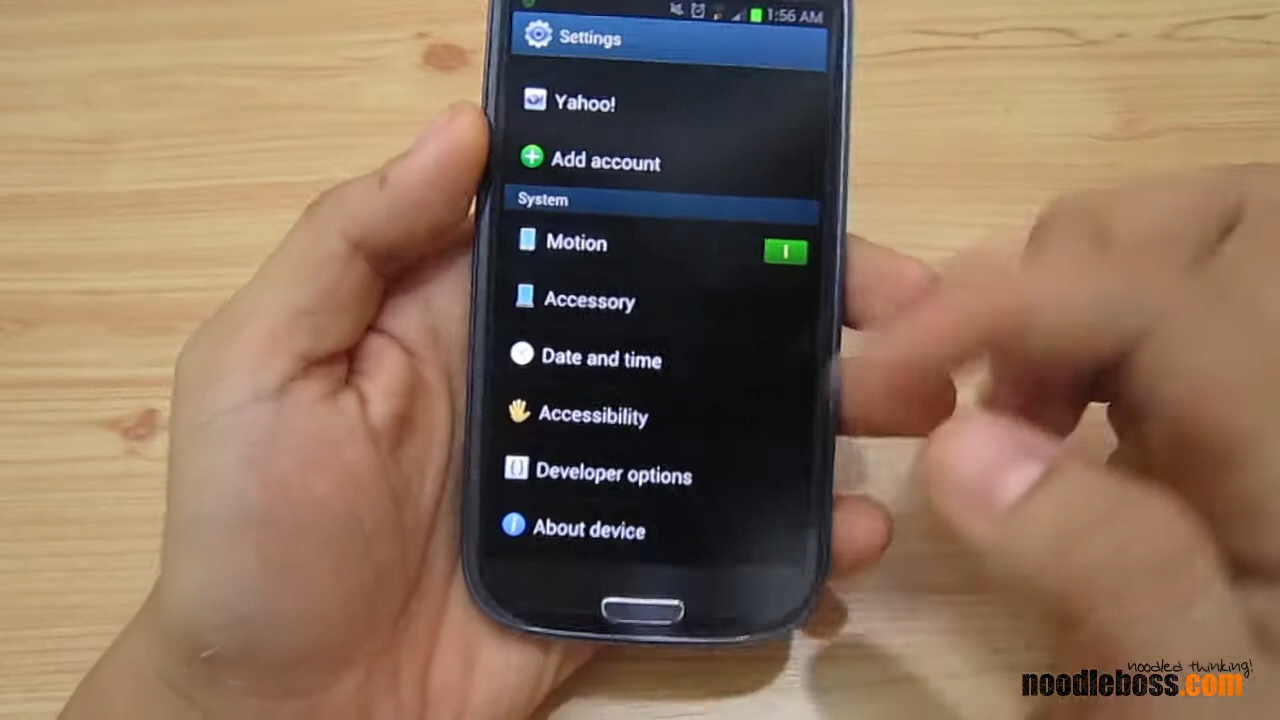 1:56 AM
Settings
Yahoo!
Add account
System
Motion
Accessory
Date and time
Accessibility
Developer options
About device
noodled thinking!
noodleboss.com